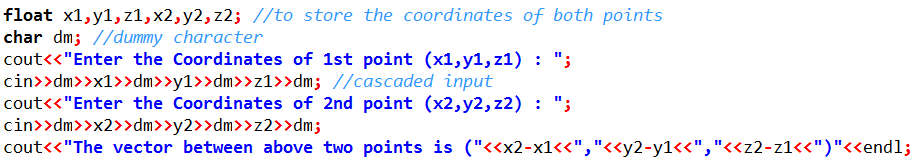 float x1,y1,z1,x2,y2,z2; //to store the coordinates of both points
char dm; //dummy character
cout<<"Enter the Coordinates of 1st point (x1,y1,z1) : ";
cin>>dm>>x1>>dm>>y1>>dm>>z1>>dm; //cascaded input
cout<<"Enter the Coordinates of 2nd point (x2,y2,z2) : ";
cin>>dm>>x2>>dm>>y2>>dm>>z2>>dm;
cout<<"The vector between above two points is ("<<x2-x1<<","<<y2-y1<<","<<z2-z1<<")"<<endl;